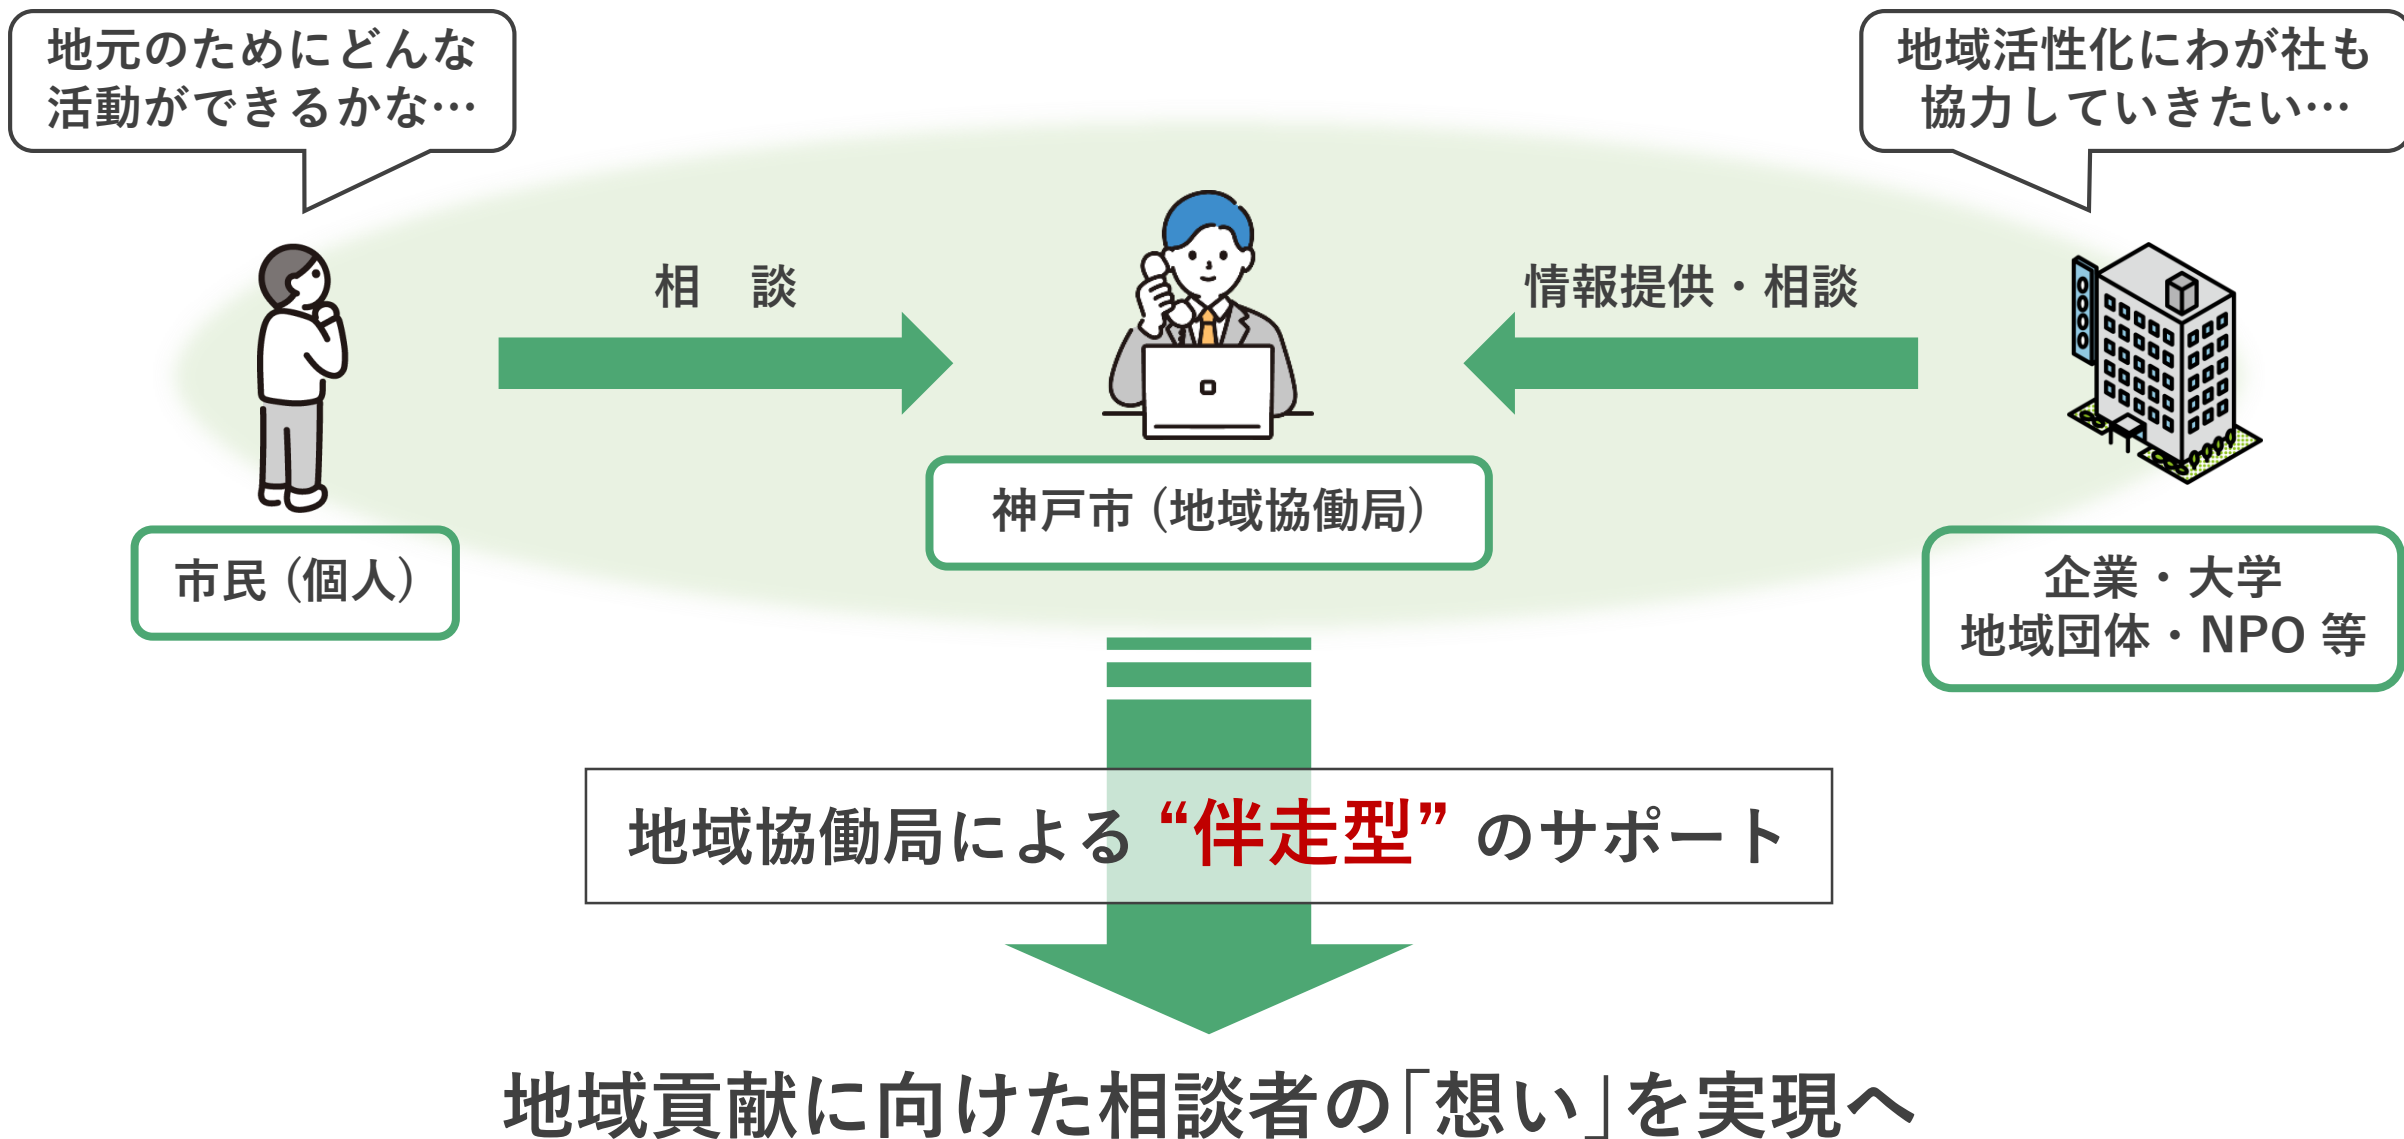 地元のためにどんな
活動ができるかな…
地域活性化にわが社も
協力していきたい…
相　談
情報提供・相談
神戸市（地域協働局）
市民（個人）
企業・大学
地域団体・NPO 等
地域協働局による “伴走型” のサポート
地域貢献に向けた相談者の「想い」を実現へ